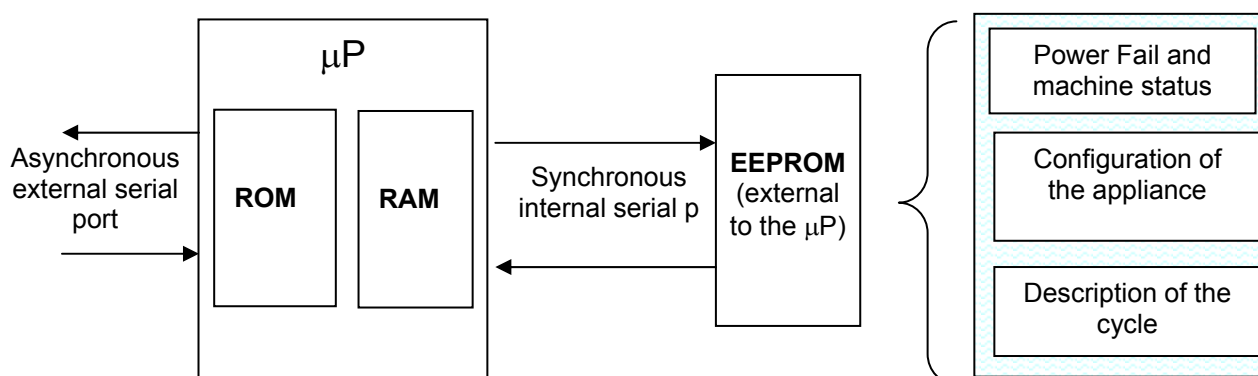 Asynchronous
external serial
port
μP
ROM
RAM
Synchronous
internal serial p
EEPROM
(external
to the μP)
Power Fail and
machine status
Configuration of
the appliance
Description of the
cycle